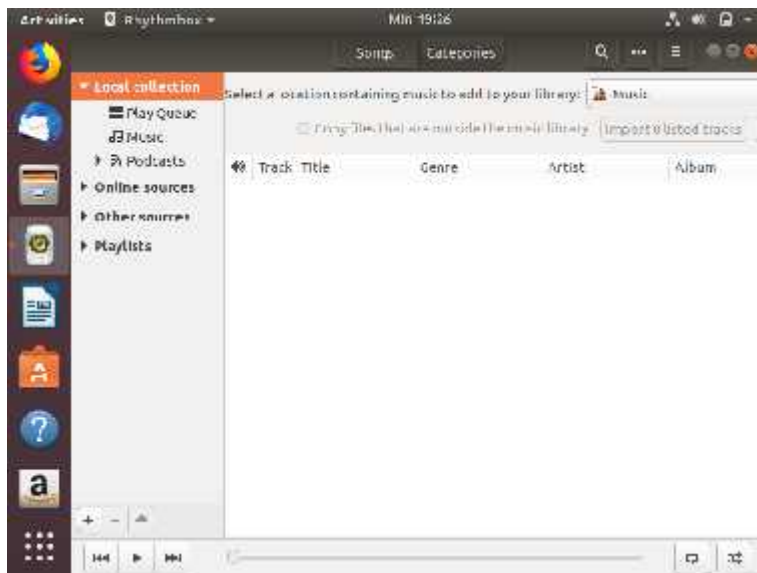 Activities Rhythmbox Min 19:26
Songs Categories
Local collection
Play Queue
Music
Podcasts
Online sources
Other sources
Playlists
Select a location containing music to add to your library: Music
Copy files that are outside the music library Import 0 listed tracks
Track Title Genre Artist Album
a